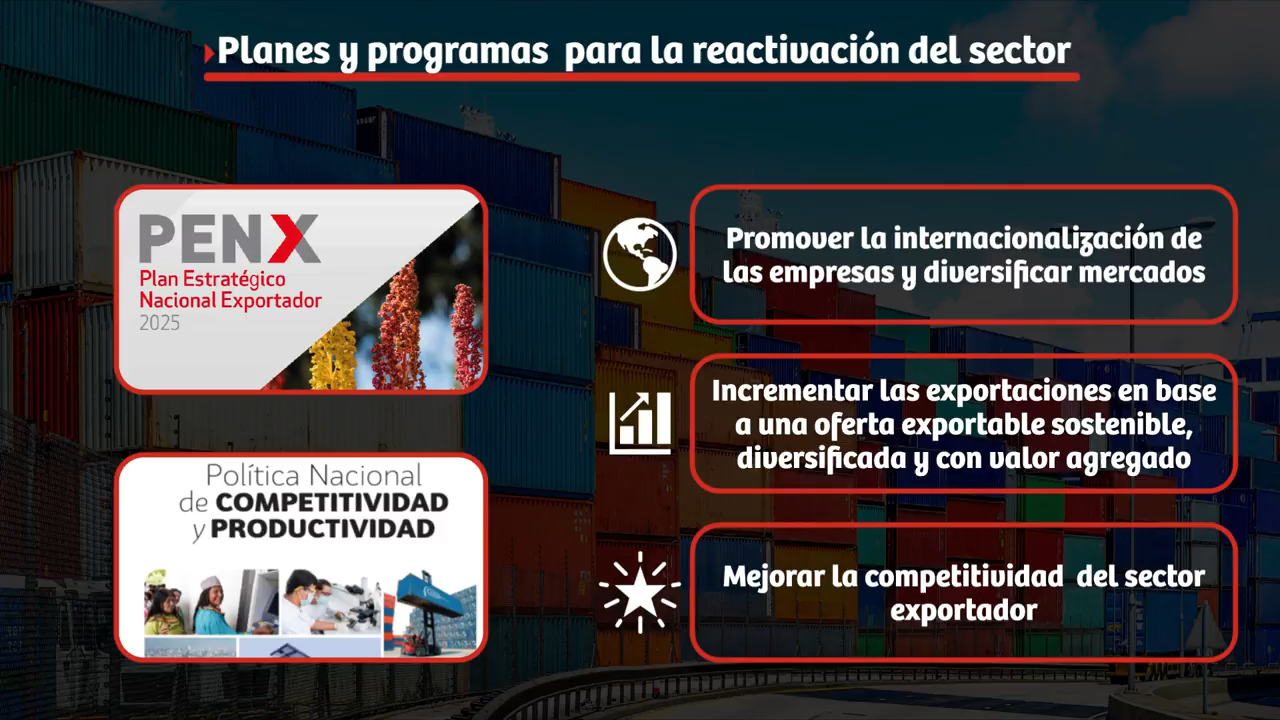 Planes y programas para la reactivación del sector
PENX
Plan Estratégico
Nacional Exportador
2025
Política Nacional
de COMPETITIVIDAD
y PRODUCTIVIDAD
Promover la internacionalización de
las empresas y diversificar mercados
Incrementar las exportaciones en base
a una oferta exportable sostenible,
diversificada y con valor agregado
Mejorar la competitividad del sector
exportador